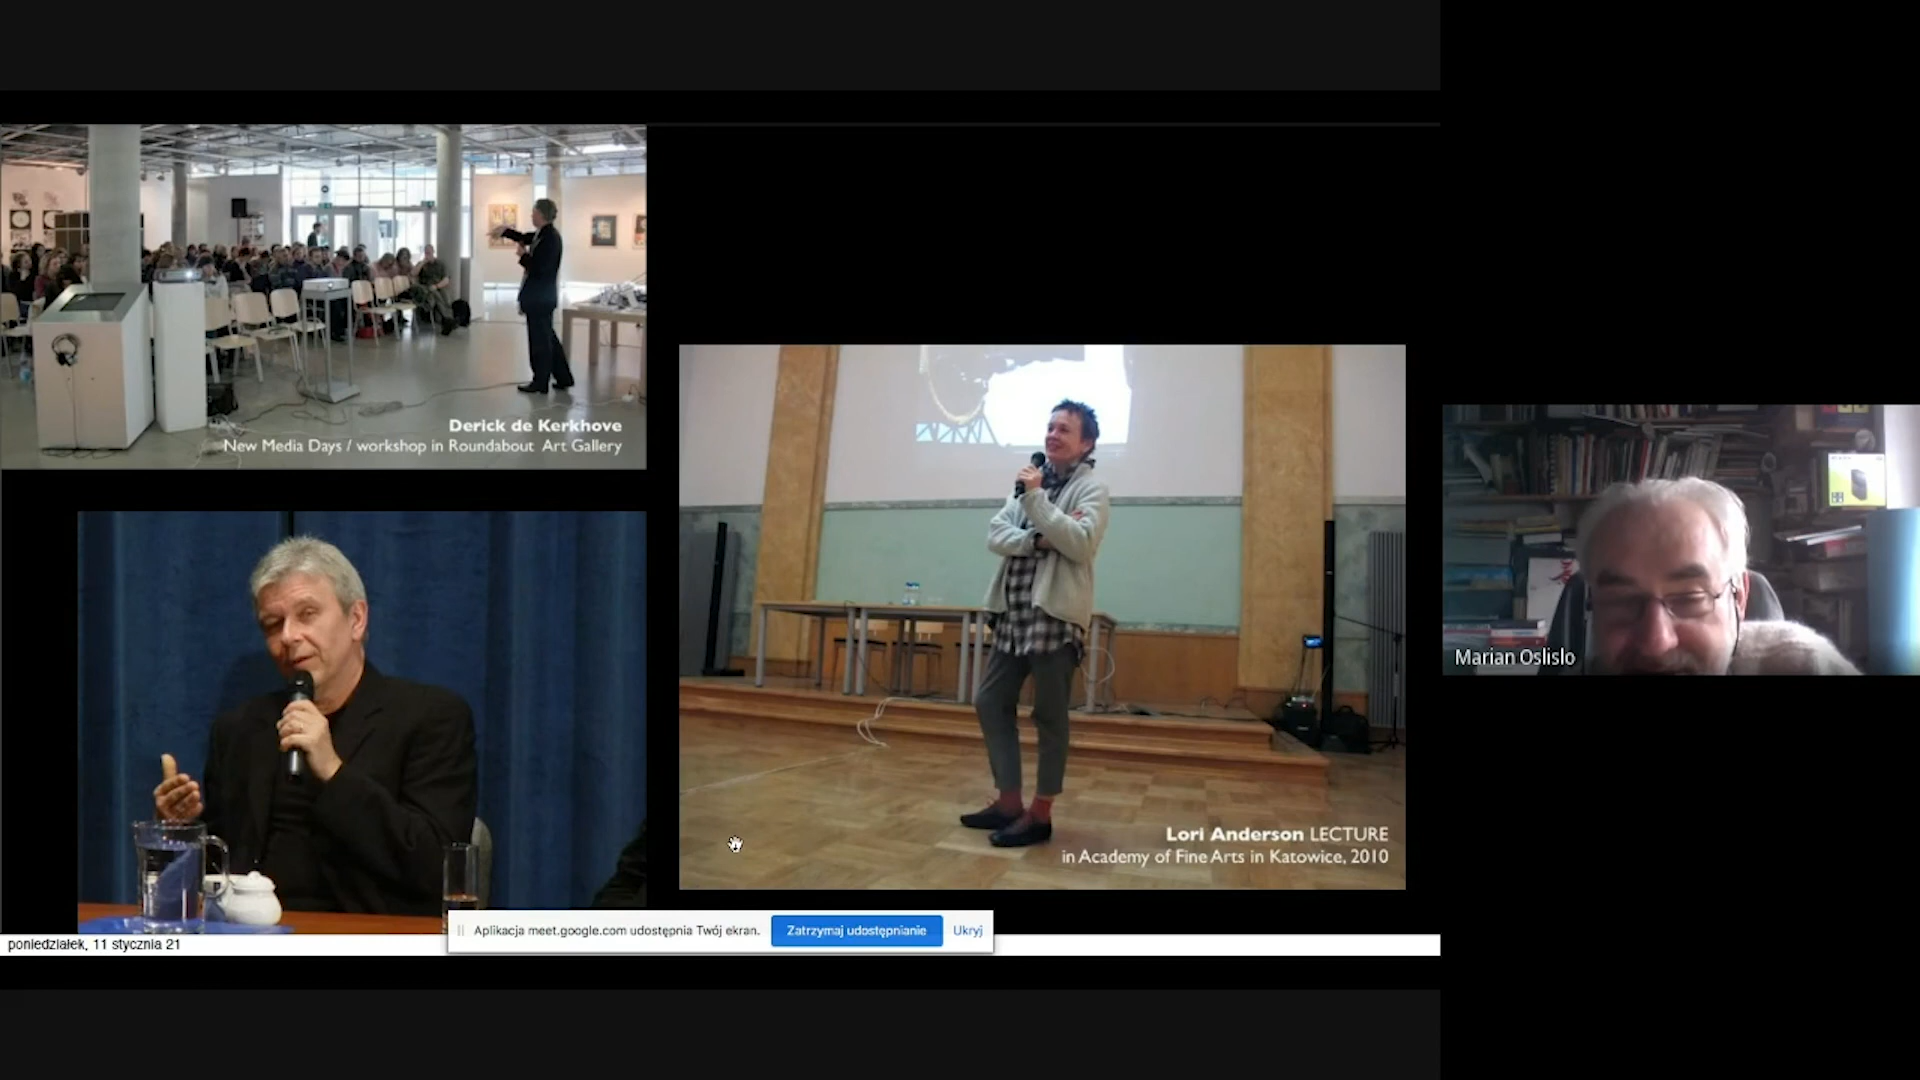 Derick de Kerkhove
New Media Days / workshop in Roundabout Art Gallery
Lori Anderson LECTURE
in Academy of Fine Arts in Katowice, 2010
Marian Oslislo
Aplikacja meet.google.com udostępnia Twój ekran.
Zatrzymaj udostępnianie
Ukryj
poniedziałek, 11 stycznia 21